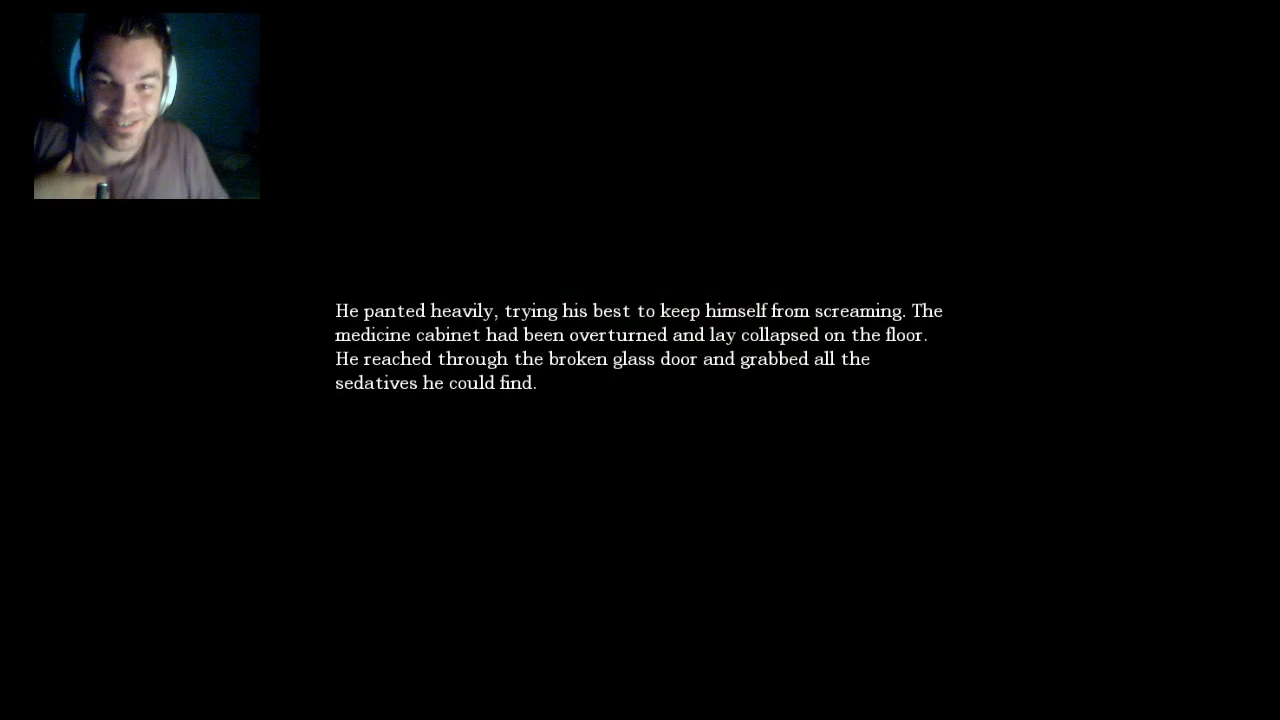 He panted heavily, trying his best to keep himself from screaming. The
medicine cabinet had been overturned and lay collapsed on the floor.
He reached through the broken glass door and grabbed all the
sedatives he could find.